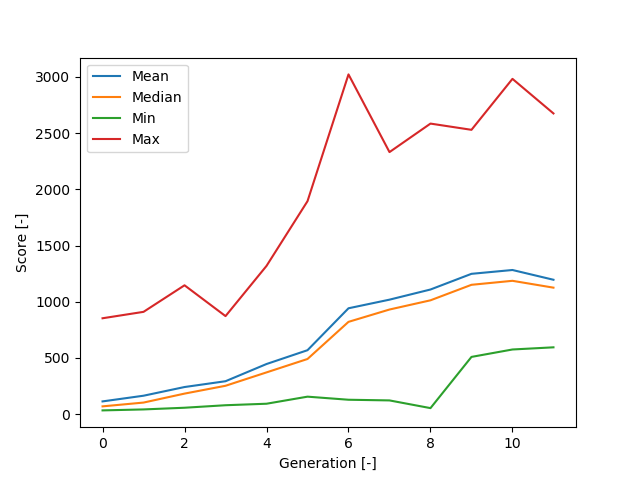 Mean
Median
Min
Max
3000
2500
2000
1500
1000
500
0
Score [-]
0 2 4 6 8 10
Generation [-]